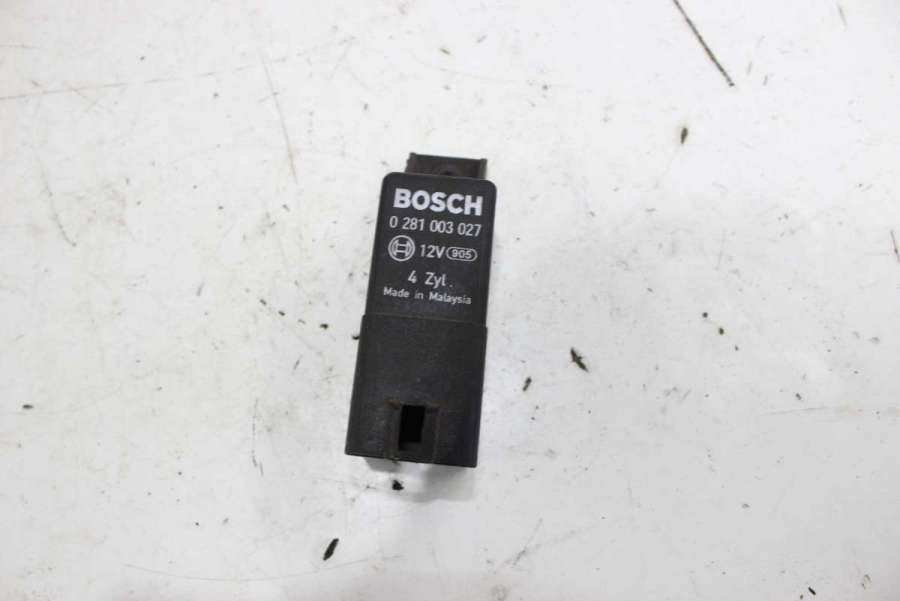 BOSCH
0 281 003 027
12V 905
4 Zyl.
Made in Malaysia